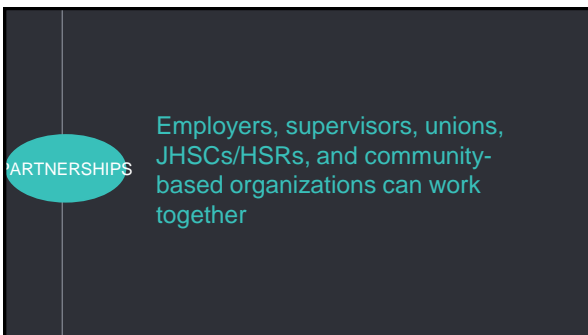 PARTNERSHIPS
Employers, supervisors, unions,
JHSCs/HSRs, and community-
based organizations can work
together